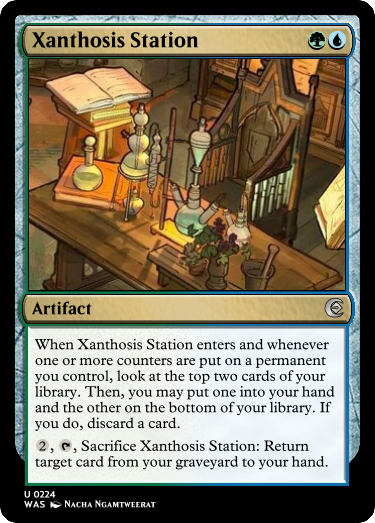 Xanthosis Station
Artifact
When Xanthosis Station enters and whenever
one or more counters are put on a permanent
you control, look at the top two cards of your
library. Then, you may put one into your hand
and the other on the bottom of your library. If
you do, discard a card.
2, , Sacrifice Xanthosis Station: Return
target card from your graveyard to your hand.
U 0224
WAS Nacha Ngamtweerat